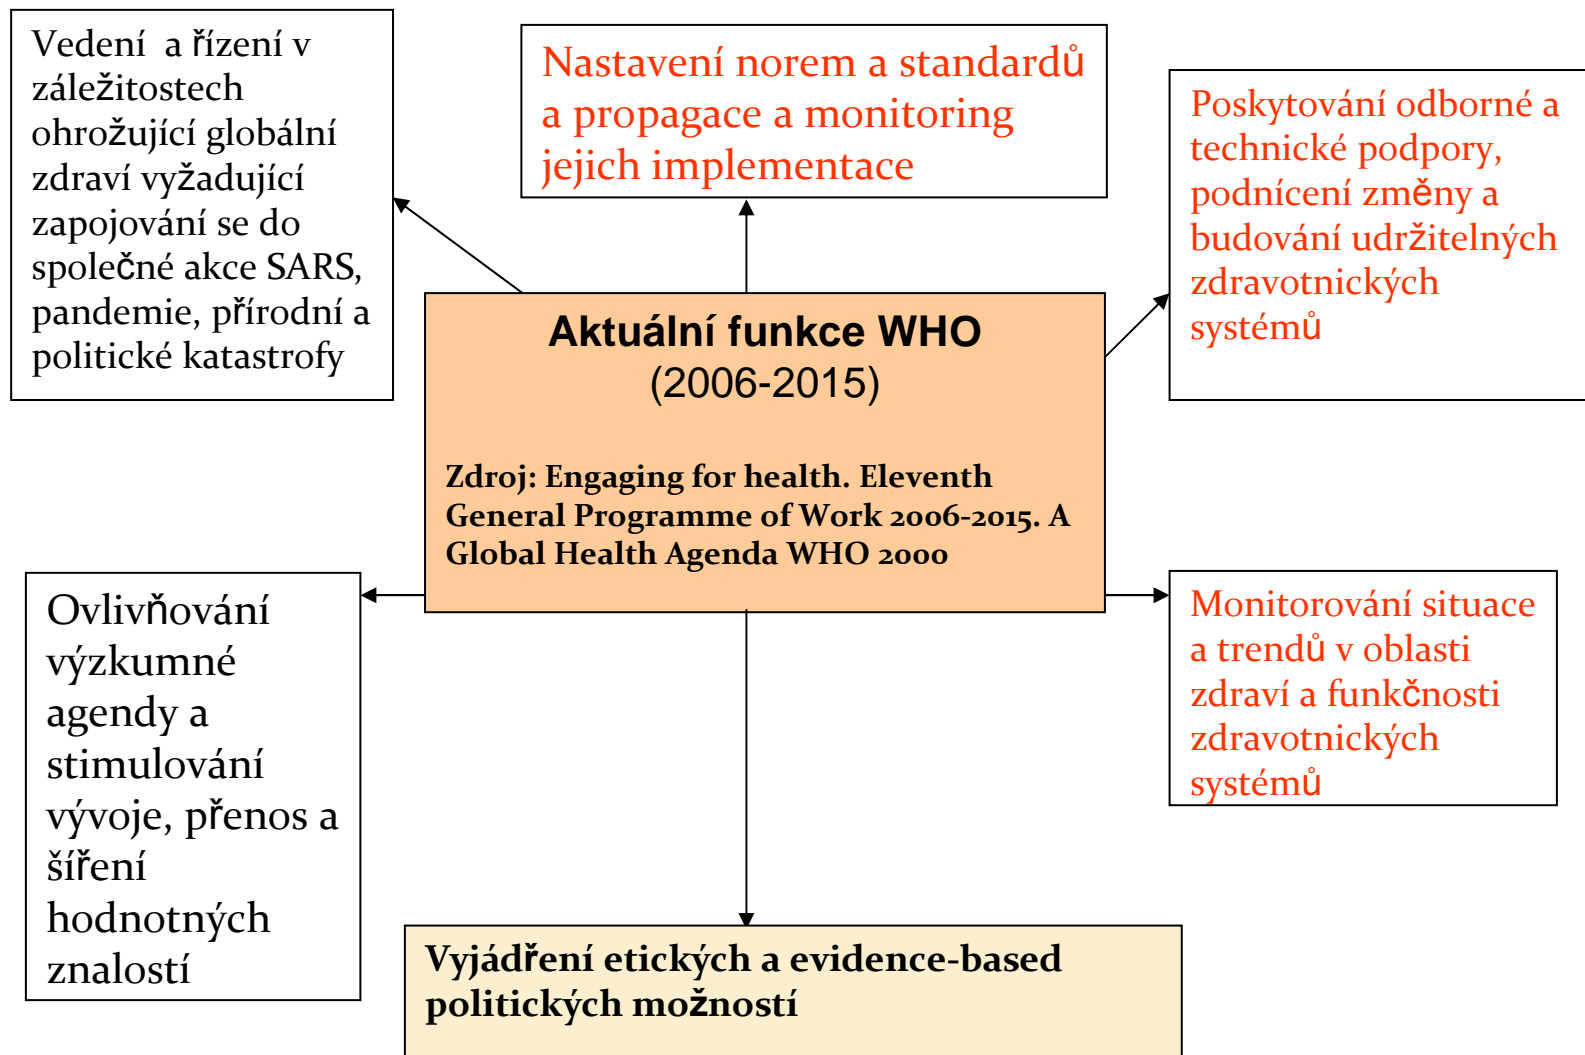 Vedení a řízení v
záležitostech
ohrožující globální
zdraví vyžadující
zapojování se do
společné akce SARS,
pandemie, přírodní a
politické katastrofy
Nastavení norem a standardů
a propagace a monitoring
jejich implementace
Poskytování odborné a
technické podpory,
podnícení změny a
budování udržitelných
zdravotnických
systémů
Aktuální funkce WHO
(2006-2015)
Zdroj: Engaging for health. Eleventh
General Programme of Work 2006-2015. A
Global Health Agenda WHO 2000
Ovlivňování
výzkumné
agendy a
stimulování
vývoje, přenos a
šíření
hodnotných
znalostí
Monitorování situace
a trendů v oblasti
zdraví a funkčnosti
zdravotnických
systémů
Vyjádření etických a evidence-based
politických možností